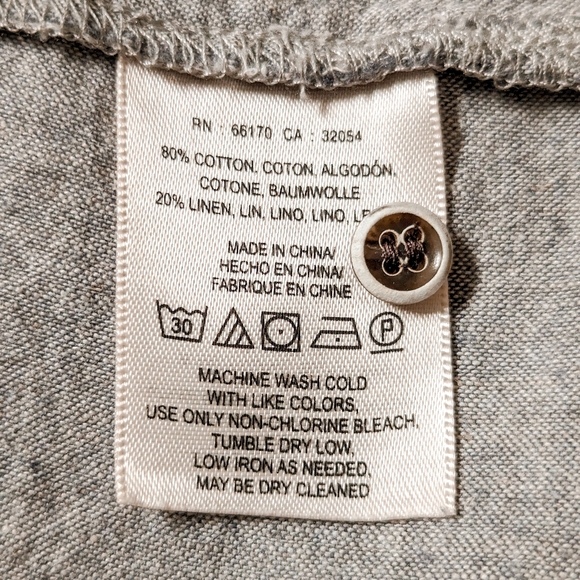 RN : 66170 CA : 32054
80% COTTON, COTON, ALGODÓN,
COTONE, BAUMWOLLE
20% LINEN, LIN, LINO, LINO,
MADE IN CHINA/
HECHO EN CHINA/
FABRIQUE EN CHINE
30 P
MACHINE WASH COLD
WITH LIKE COLORS,
USE ONLY NON-CHLORINE BLEACH,
TUMBLE DRY LOW,
LOW IRON AS NEEDED,
MAY BE DRY CLEANED